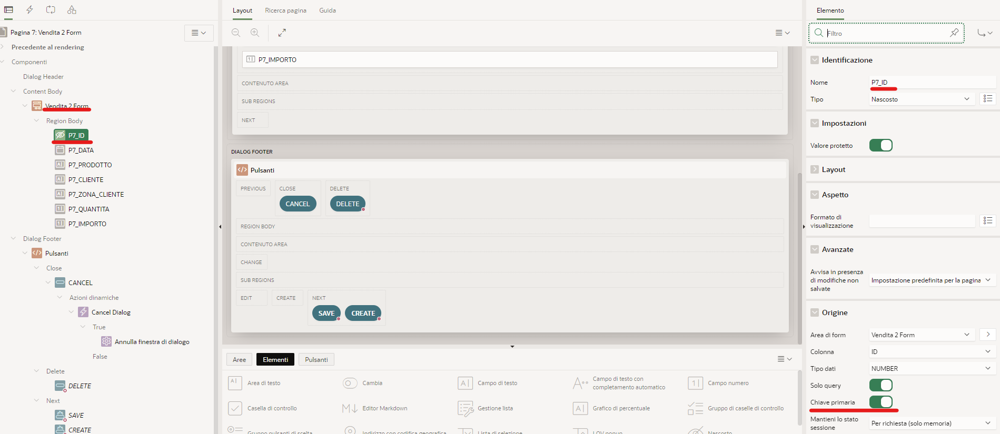 Pagina 7: Vendita 2 Form
Precedente al rendering
Componenti
Dialog Header
Content Body
Vendita 2 Form
Region Body
P7_ID
P7_DATA
P7_PRODOTTO
P7_CLIENTE
P7_ZONA_CLIENTE
P7_QUANTITA
P7_IMPORTO
Dialog Footer
Pulsanti
Close
CANCEL
Azioni dinamiche
Cancel Dialog
True
Annulla finestra di dialogo
False
Delete
DELETE
Next
SAVE
CREATE
Layout
Ricerca pagina
Guida
P7_IMPORTO
CONTENUTO AREA
SUB REGIONS
NEXT
DIALOG FOOTER
Pulsanti
PREVIOUS
CLOSE
CANCEL
DELETE
DELETE
REGION BODY
CONTENUTO AREA
CHANGE
SUB REGIONS
EDIT
CREATE
NEXT
SAVE
CREATE
Aree
Elementi
Pulsanti
Area di testo
Cambia
Campo di testo
Campo di testo con
completamento automatico
Campo numero
Casella di controllo
Editor Markdown
Gestione lista
Grafico di percentuale
Gruppo di caselle di controllo
Gruppo pulsanti di scelta
Indirizzo con codifica geografica
Lista di selezione
LOV popup
Nascosto
Elemento
Filtro
Identificazione
Nome
P7_ID
Tipo
Nascosto
Impostazioni
Valore protetto
Layout
Aspetto
Formato di
visualizzazione
Avanzate
Avvisa in presenza
di modifiche non
salvate
Impostazione predefinita per la pagina
Origine
Area di form
Vendita 2 Form
Colonna
ID
Tipo dati
NUMBER
Solo query
Chiave primaria
Mantieni lo stato
sessione
Per richiesta (solo memoria)